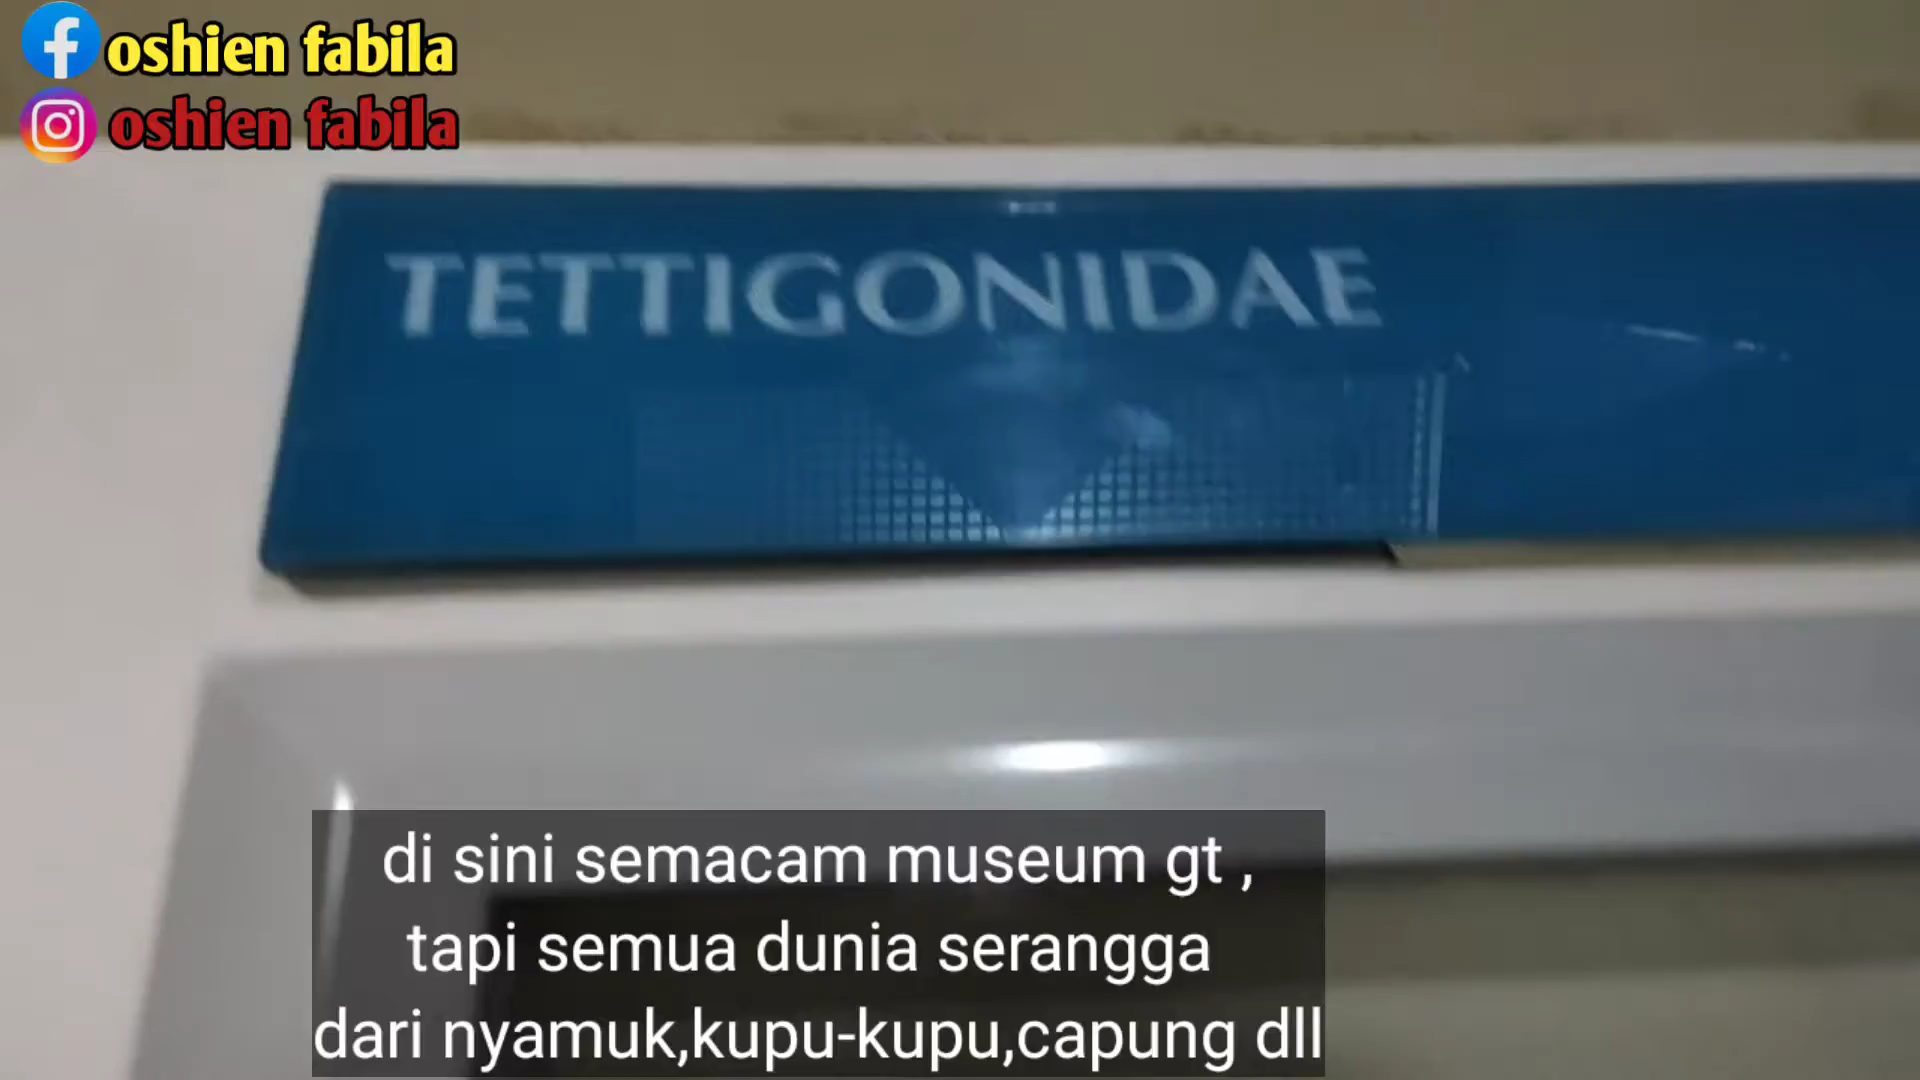 oshien fabila
oshien fabila
TETTIGONIDAE
di sini semacam museum gt ,
tapi semua dunia serangga
dari nyamuk,kupu-kupu,capung dll